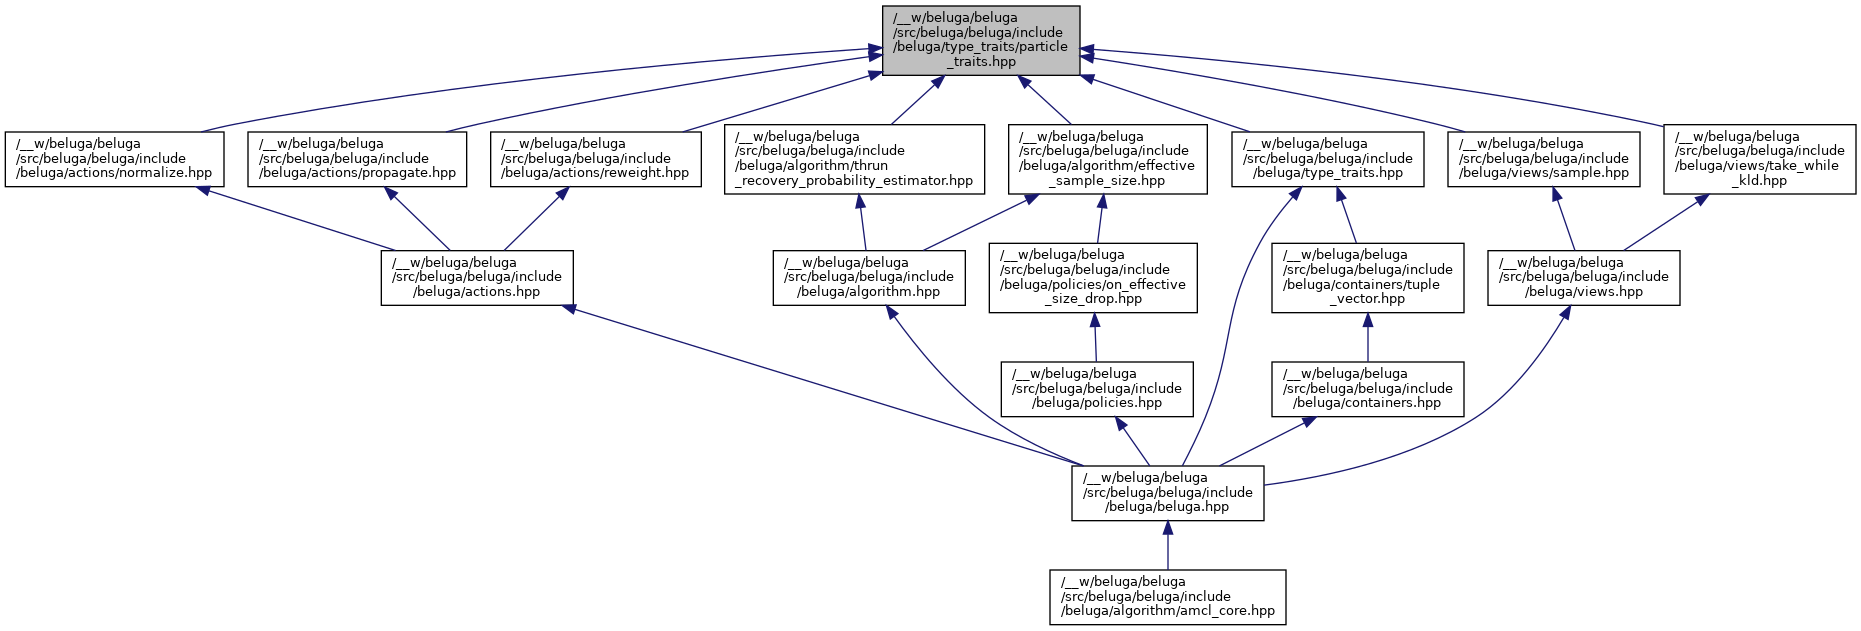 /__w/beluga/beluga
/src/beluga/beluga/include
/beluga/type_traits/particle
_traits.hpp
/__w/beluga/beluga
/src/beluga/beluga/include
/beluga/actions/normalize.hpp
/__w/beluga/beluga
/src/beluga/beluga/include
/beluga/actions/propagate.hpp
/__w/beluga/beluga
/src/beluga/beluga/include
/beluga/actions/reweight.hpp
/__w/beluga/beluga
/src/beluga/beluga/include
/beluga/algorithm/thrun
_recovery_probability_estimator.hpp
/__w/beluga/beluga
/src/beluga/beluga/include
/beluga/algorithm/effective
_sample_size.hpp
/__w/beluga/beluga
/src/beluga/beluga/include
/beluga/type_traits.hpp
/__w/beluga/beluga
/src/beluga/beluga/include
/beluga/views/sample.hpp
/__w/beluga/beluga
/src/beluga/beluga/include
/beluga/views/take_while
_kld.hpp
/__w/beluga/beluga
/src/beluga/beluga/include
/beluga/actions.hpp
/__w/beluga/beluga
/src/beluga/beluga/include
/beluga/algorithm.hpp
/__w/beluga/beluga
/src/beluga/beluga/include
/beluga/policies/on_effective
_size_drop.hpp
/__w/beluga/beluga
/src/beluga/beluga/include
/beluga/containers/tuple
_vector.hpp
/__w/beluga/beluga
/src/beluga/beluga/include
/beluga/views.hpp
/__w/beluga/beluga
/src/beluga/beluga/include
/beluga/policies.hpp
/__w/beluga/beluga
/src/beluga/beluga/include
/beluga/containers.hpp
/__w/beluga/beluga
/src/beluga/beluga/include
/beluga/beluga.hpp
/__w/beluga/beluga
/src/beluga/beluga/include
/beluga/algorithm/amcl_core.hpp